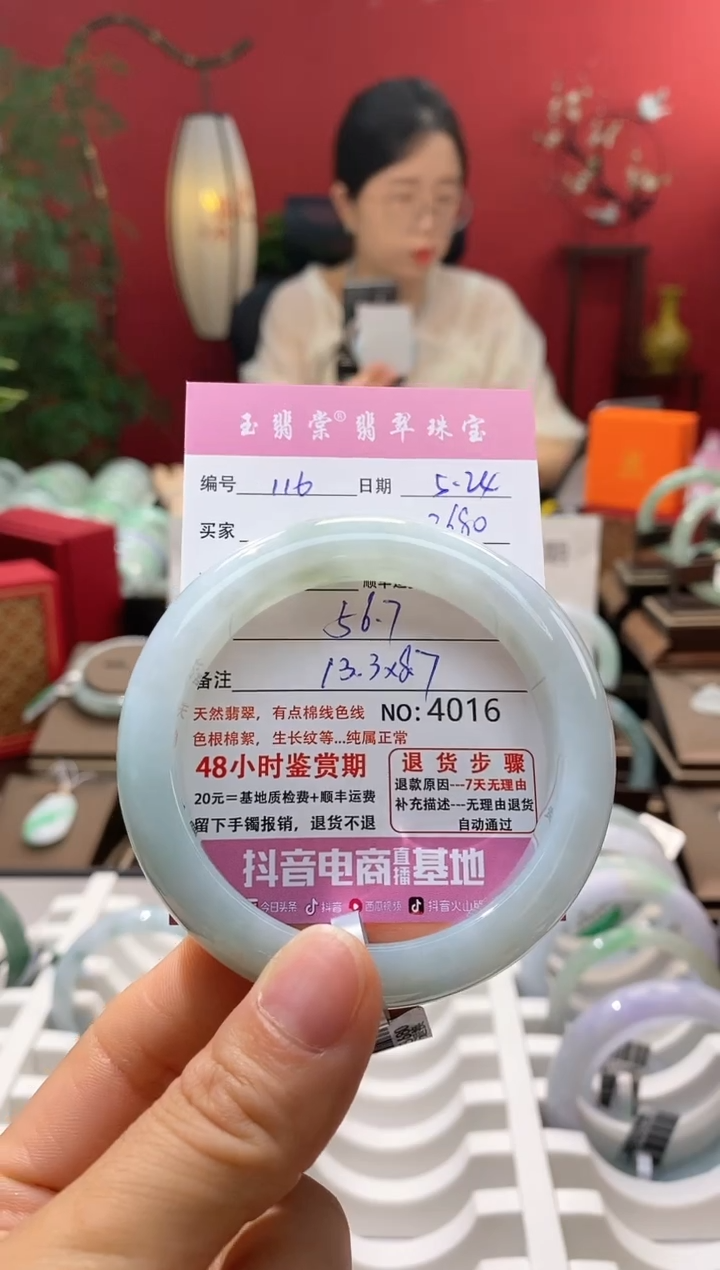 玉翡棠® 翡翠珠宝
编号 116 日期 5.24
买家 2680
56.7
备注 13.3x8.7
天然翡翠，有点棉线色线 NO: 4016
色根棉絮，生长纹等...纯属正常
48小时鉴赏期
20元＝基地质检费+顺丰运费
留下手镯报销，退货不退
退货步骤
退款原因---7天无理由
补充描述---无理由退货
自动通过
抖音电商直播基地
今日头条 抖音 西瓜视频 抖音火山版